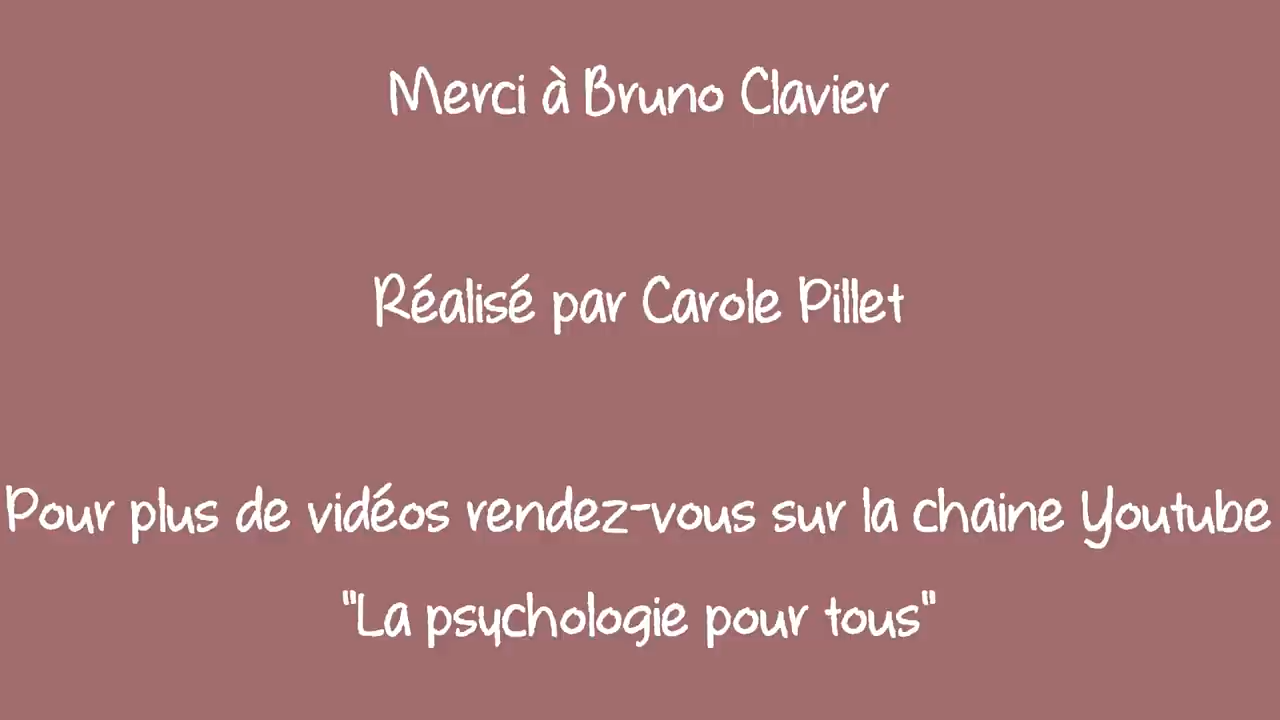 Merci à Bruno Clavier
Réalisé par Carole Pillet
Pour plus de vidéos rendez-vous sur la chaine Youtube
"La psychologie pour tous"